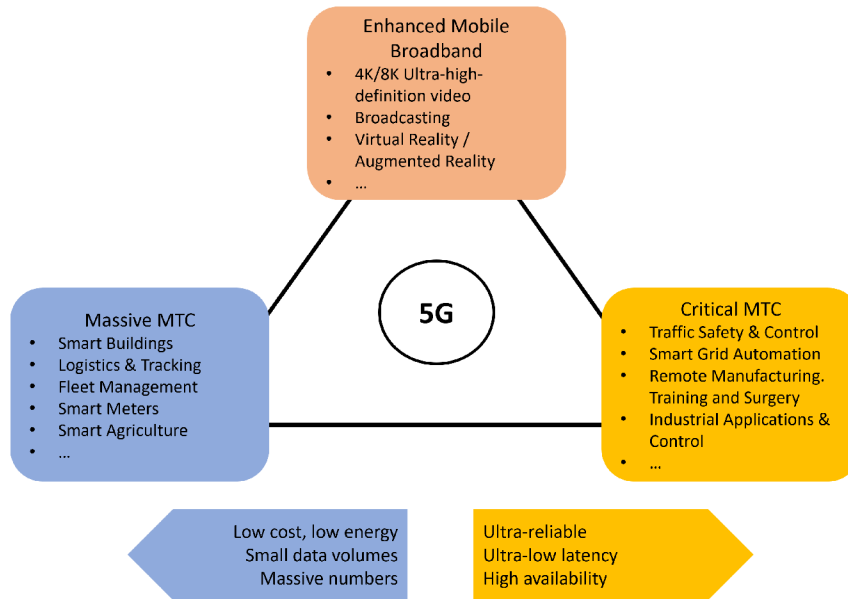 Enhanced Mobile
Broadband
• 4K/8K Ultra-high-
definition video
• Broadcasting
• Virtual Reality /
Augmented Reality
• ...
5G
Massive MTC
• Smart Buildings
• Logistics & Tracking
• Fleet Management
• Smart Meters
• Smart Agriculture
• ...
Critical MTC
• Traffic Safety & Control
• Smart Grid Automation
• Remote Manufacturing.
Training and Surgery
• Industrial Applications &
Control
• ...
Low cost, low energy
Small data volumes
Massive numbers
Ultra-reliable
Ultra-low latency
High availability